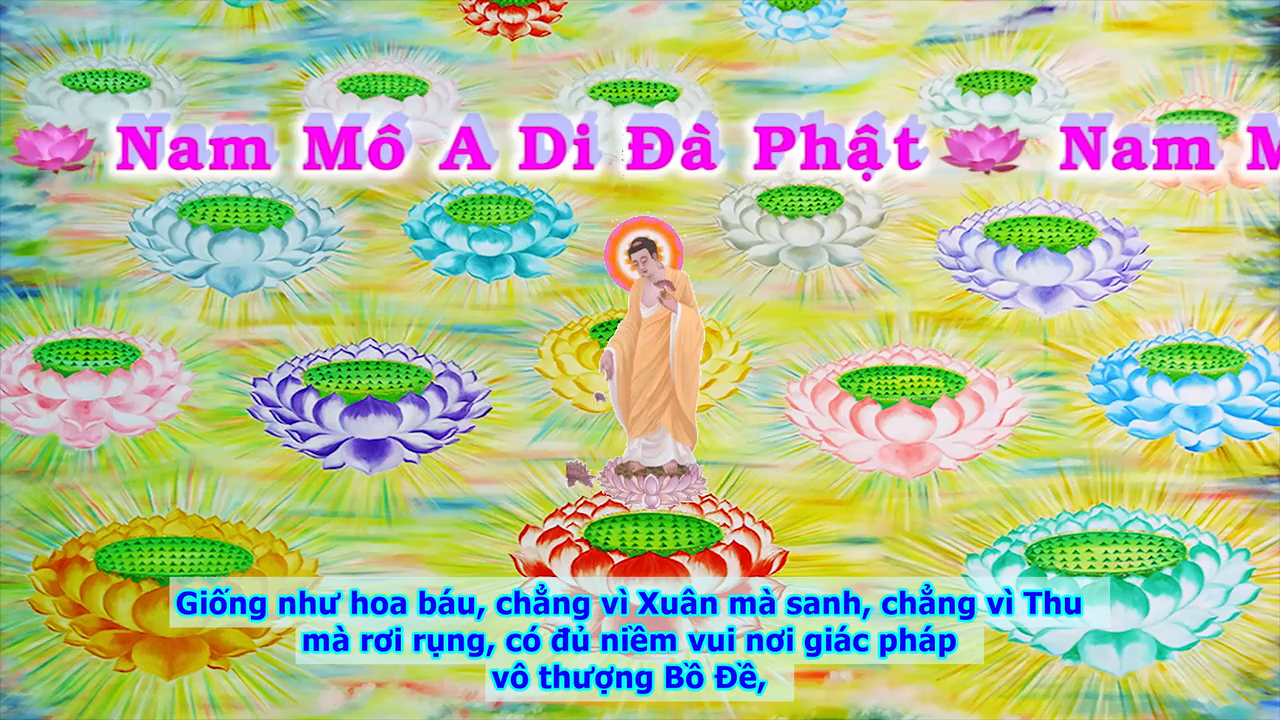 Nam Mô A Di Đà Phật Nam M
Giống như hoa báu, chẳng vì Xuân mà sanh, chẳng vì Thu
mà rơi rụng, có đủ niềm vui nơi giác pháp
vô thượng Bồ Đề,